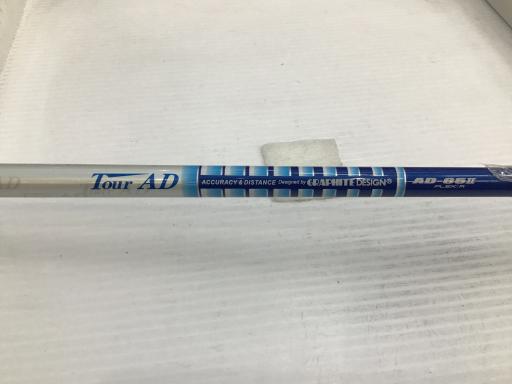 Tour AD ACCURACY & DISTANCE Designed by GRAPHITE DESIGN® AD-65II
FLEX R